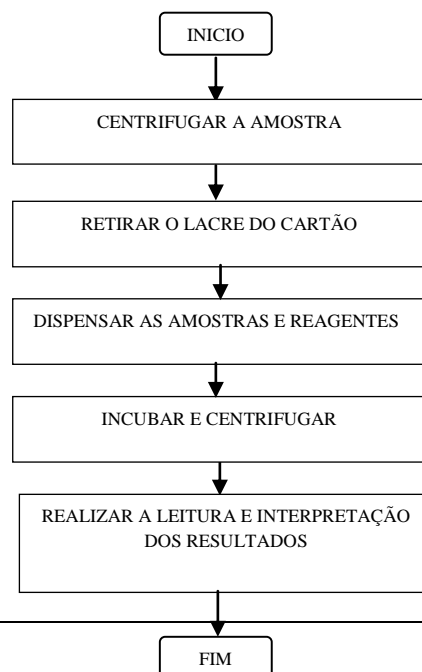 INICIO
CENTRIFUGAR A AMOSTRA
RETIRAR O LACRE DO CARTÃO
DISPENSAR AS AMOSTRAS E REAGENTES
INCUBAR E CENTRIFUGAR
REALIZAR A LEITURA E INTERPRETAÇÃO
DOS RESULTADOS
FIM